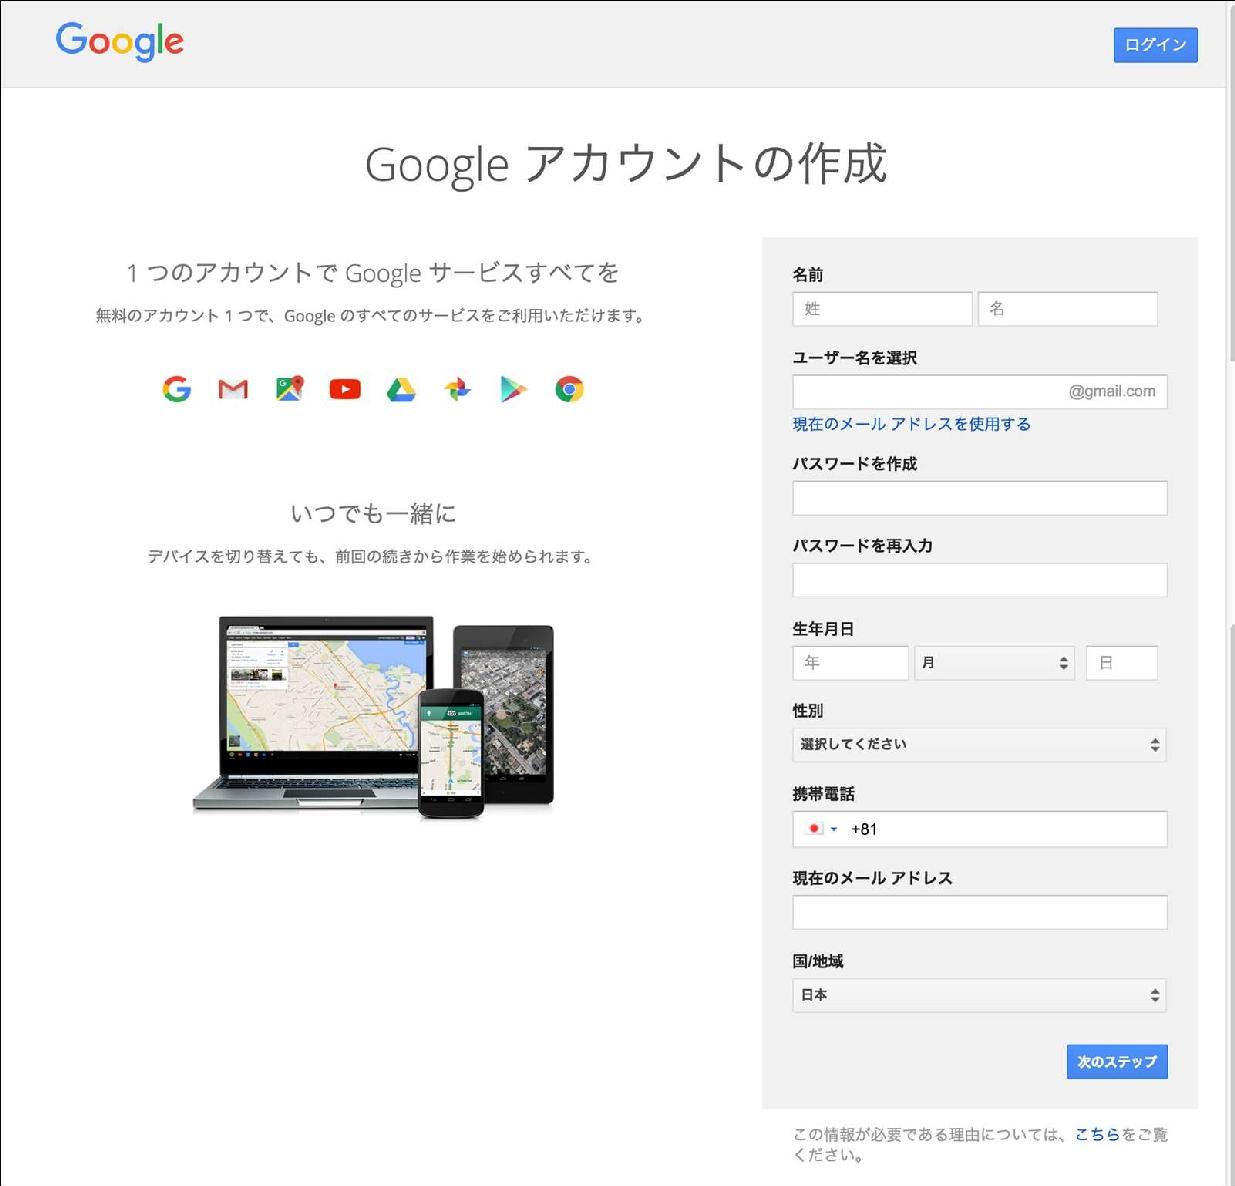 Google
ログイン
Google アカウントの作成
1 つのアカウントで Google サービスすべてを
無料のアカウント 1 つで、Google のすべてのサービスをご利用いただけます。
いつでも一緒に
デバイスを切り替えても、前回の続きから作業を始められます。
名前
姓 名
ユーザー名を選択
@gmail.com
現在のメール アドレスを使用する
パスワードを作成
パスワードを再入力
生年月日
年 月 日
性別
選択してください
携帯電話
+81
現在のメール アドレス
国/地域
日本
次のステップ
この情報が必要である理由については、こちらをご覧
ください。